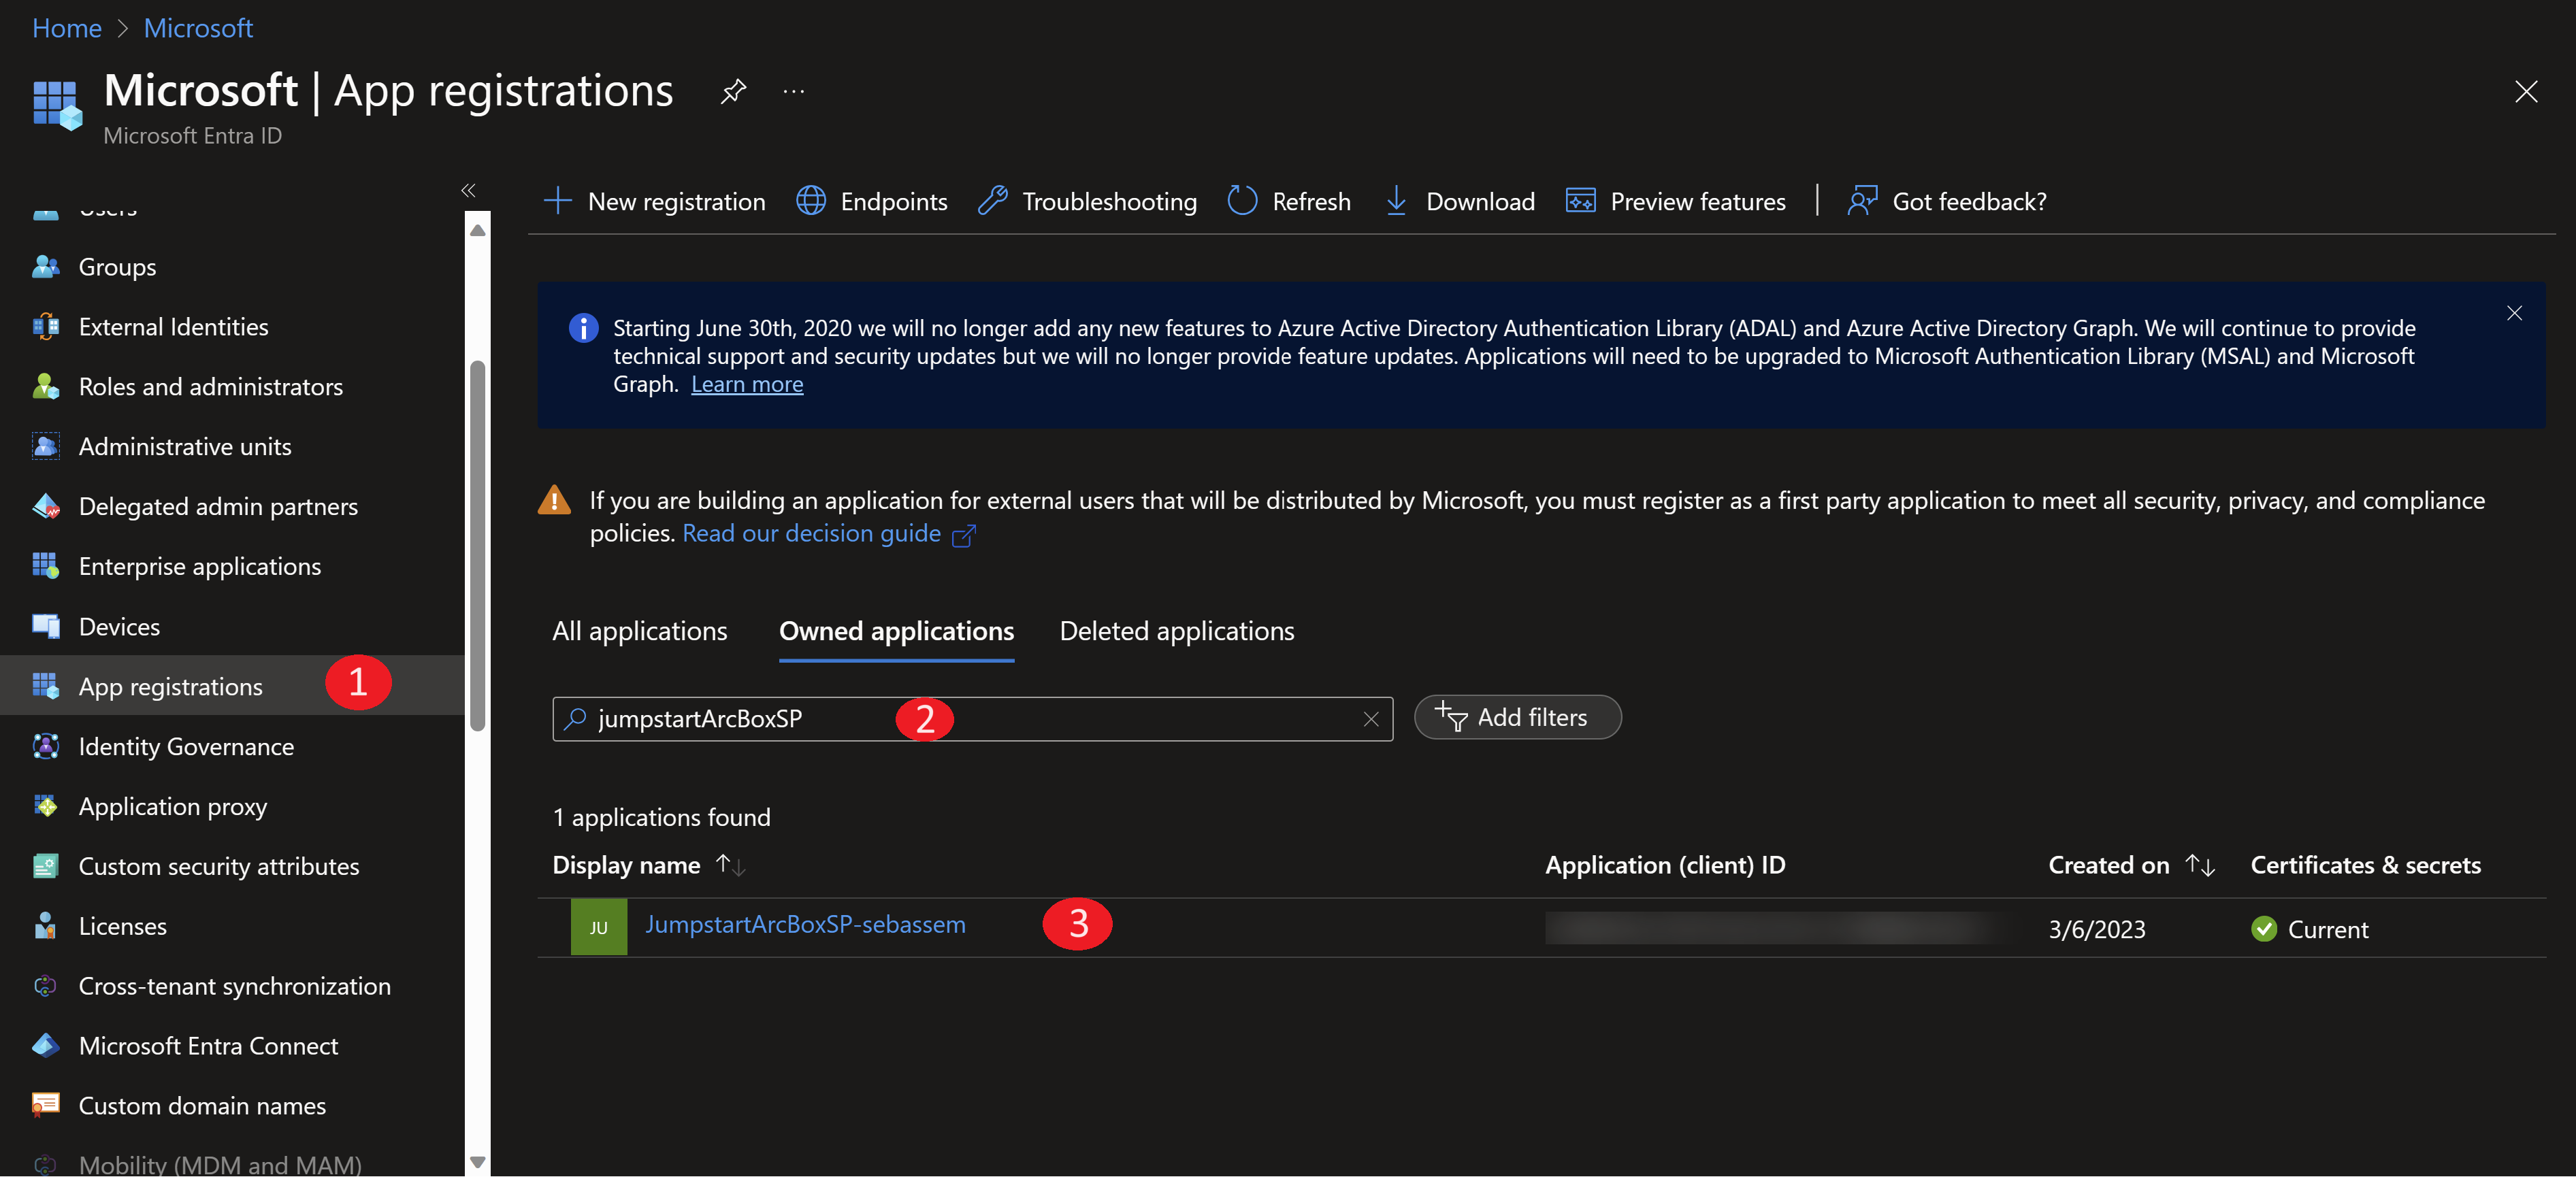 Home > Microsoft
Microsoft | App registrations
Microsoft Entra ID
Users
Groups
External Identities
Roles and administrators
Administrative units
Delegated admin partners
Enterprise applications
Devices
App registrations 1
Identity Governance
Application proxy
Custom security attributes
Licenses
Cross-tenant synchronization
Microsoft Entra Connect
Custom domain names
Mobility (MDM and MAM)
New registration Endpoints Troubleshooting Refresh Download Preview features | Got feedback?
Starting June 30th, 2020 we will no longer add any new features to Azure Active Directory Authentication Library (ADAL) and Azure Active Directory Graph. We will continue to provide
technical support and security updates but we will no longer provide feature updates. Applications will need to be upgraded to Microsoft Authentication Library (MSAL) and Microsoft
Graph. Learn more
If you are building an application for external users that will be distributed by Microsoft, you must register as a first party application to meet all security, privacy, and compliance
policies. Read our decision guide
All applications Owned applications Deleted applications
jumpstartArcBoxSP 2 Add filters
1 applications found
Display name Application (client) ID Created on Certificates & secrets
JU JumpstartArcBoxSP-sebassem 3 3/6/2023 Current